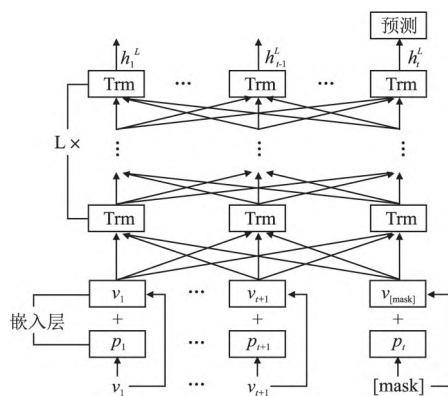 预测
h_1^L h_{t-1}^L h_t^L
Trm ... Trm ... Trm
L ×
⋮ ⋮ ⋮
Trm Trm Trm
v_1 ... v_{t+1} v_{[mask]}
嵌入层 + ... + +
p_1 ... p_{t+1} p_t
v_1 ... v_{t+1} [mask]